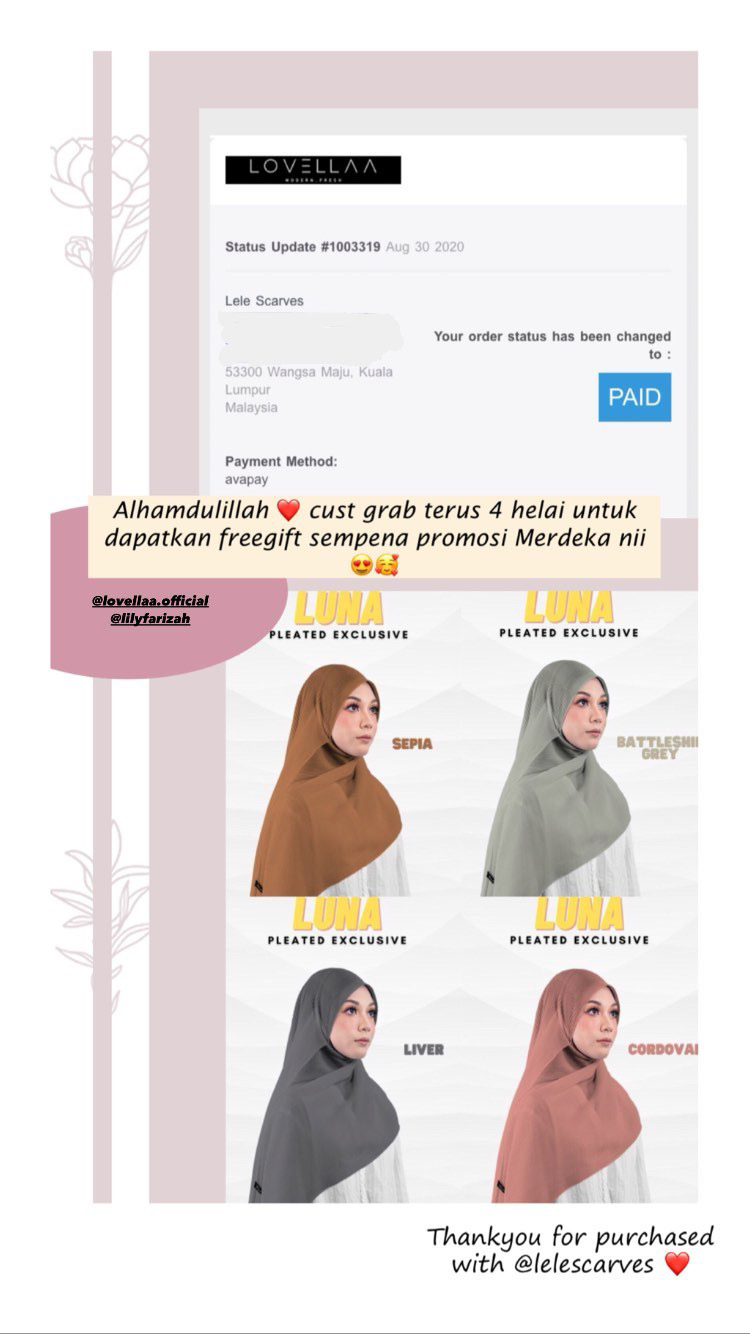 LOVELLAA
MODERN.FRESH
Status Update #1003319 Aug 30 2020
Lele Scarves
53300 Wangsa Maju, Kuala
Lumpur
Malaysia
Your order status has been changed
to :
PAID
Payment Method:
avapay
Alhamdulillah ❤️ cust grab terus 4 helai untuk
dapatkan freegift sempena promosi Merdeka nii
😍🥰
@lovellaa.official
@lilyfarizah
LUNA
PLEATED EXCLUSIVE
SEPIA
LUNA
PLEATED EXCLUSIVE
BATTLESHI
GREY
LUNA
PLEATED EXCLUSIVE
LIVER
LUNA
PLEATED EXCLUSIVE
CORDOVA
Thankyou for purchased
with @lelescarves ❤️